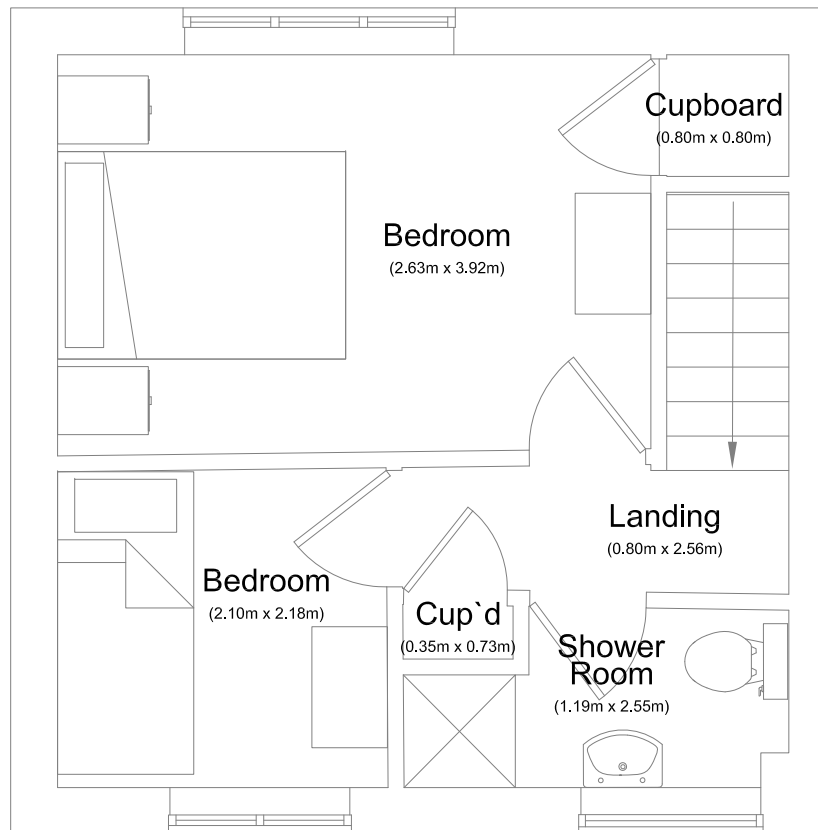 Cupboard
(0.80m x 0.80m)
Bedroom
(2.63m x 3.92m)
Landing
(0.80m x 2.56m)
Bedroom
(2.10m x 2.18m)
Cup`d
(0.35m x 0.73m)
Shower
Room
(1.19m x 2.55m)